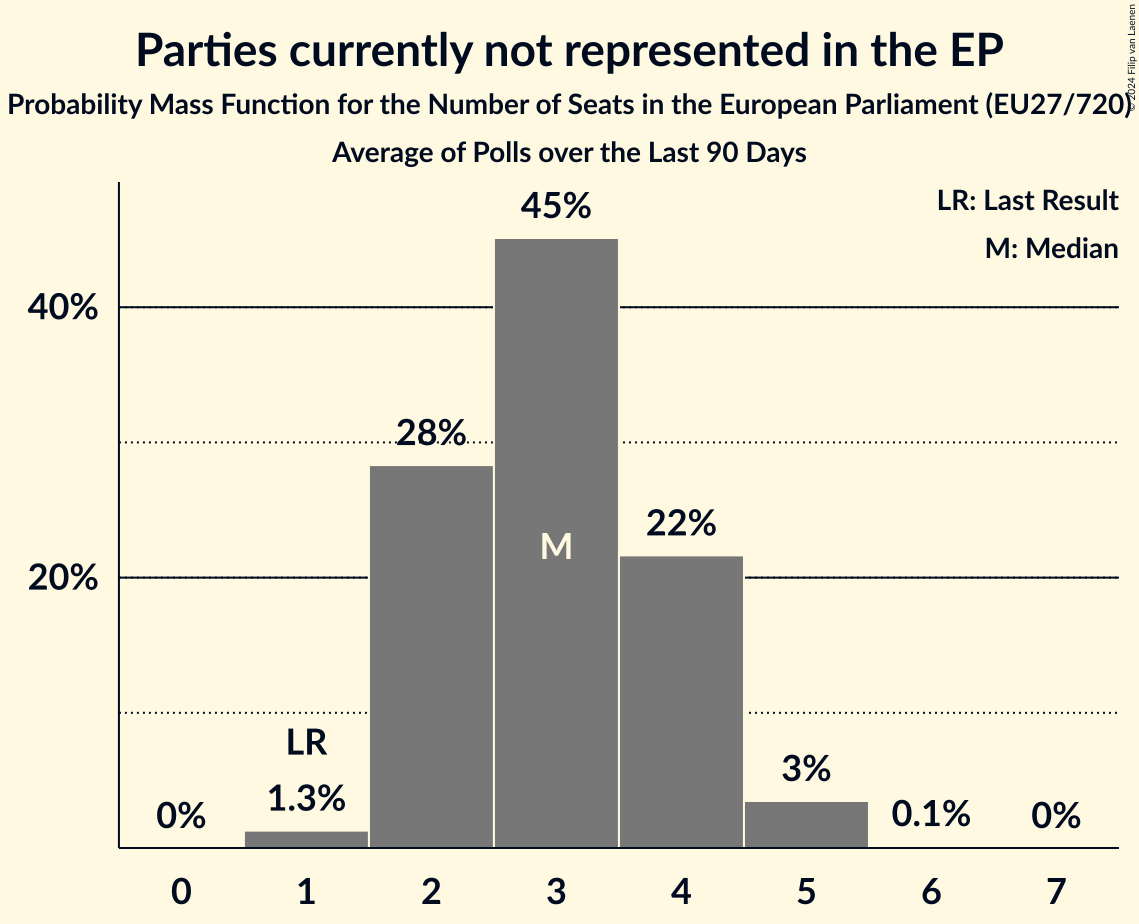 Parties currently not represented in the EP
Probability Mass Function for the Number of Seats in the European Parliament (EU27/720)
Average of Polls over the Last 90 Days
© 2024 Filip van Laenen
LR: Last Result
M: Median
45%
40%
28%
22%
M
20%
LR
0%
1.3%
3%
0.1%
0%
0 1 2 3 4 5 6 7